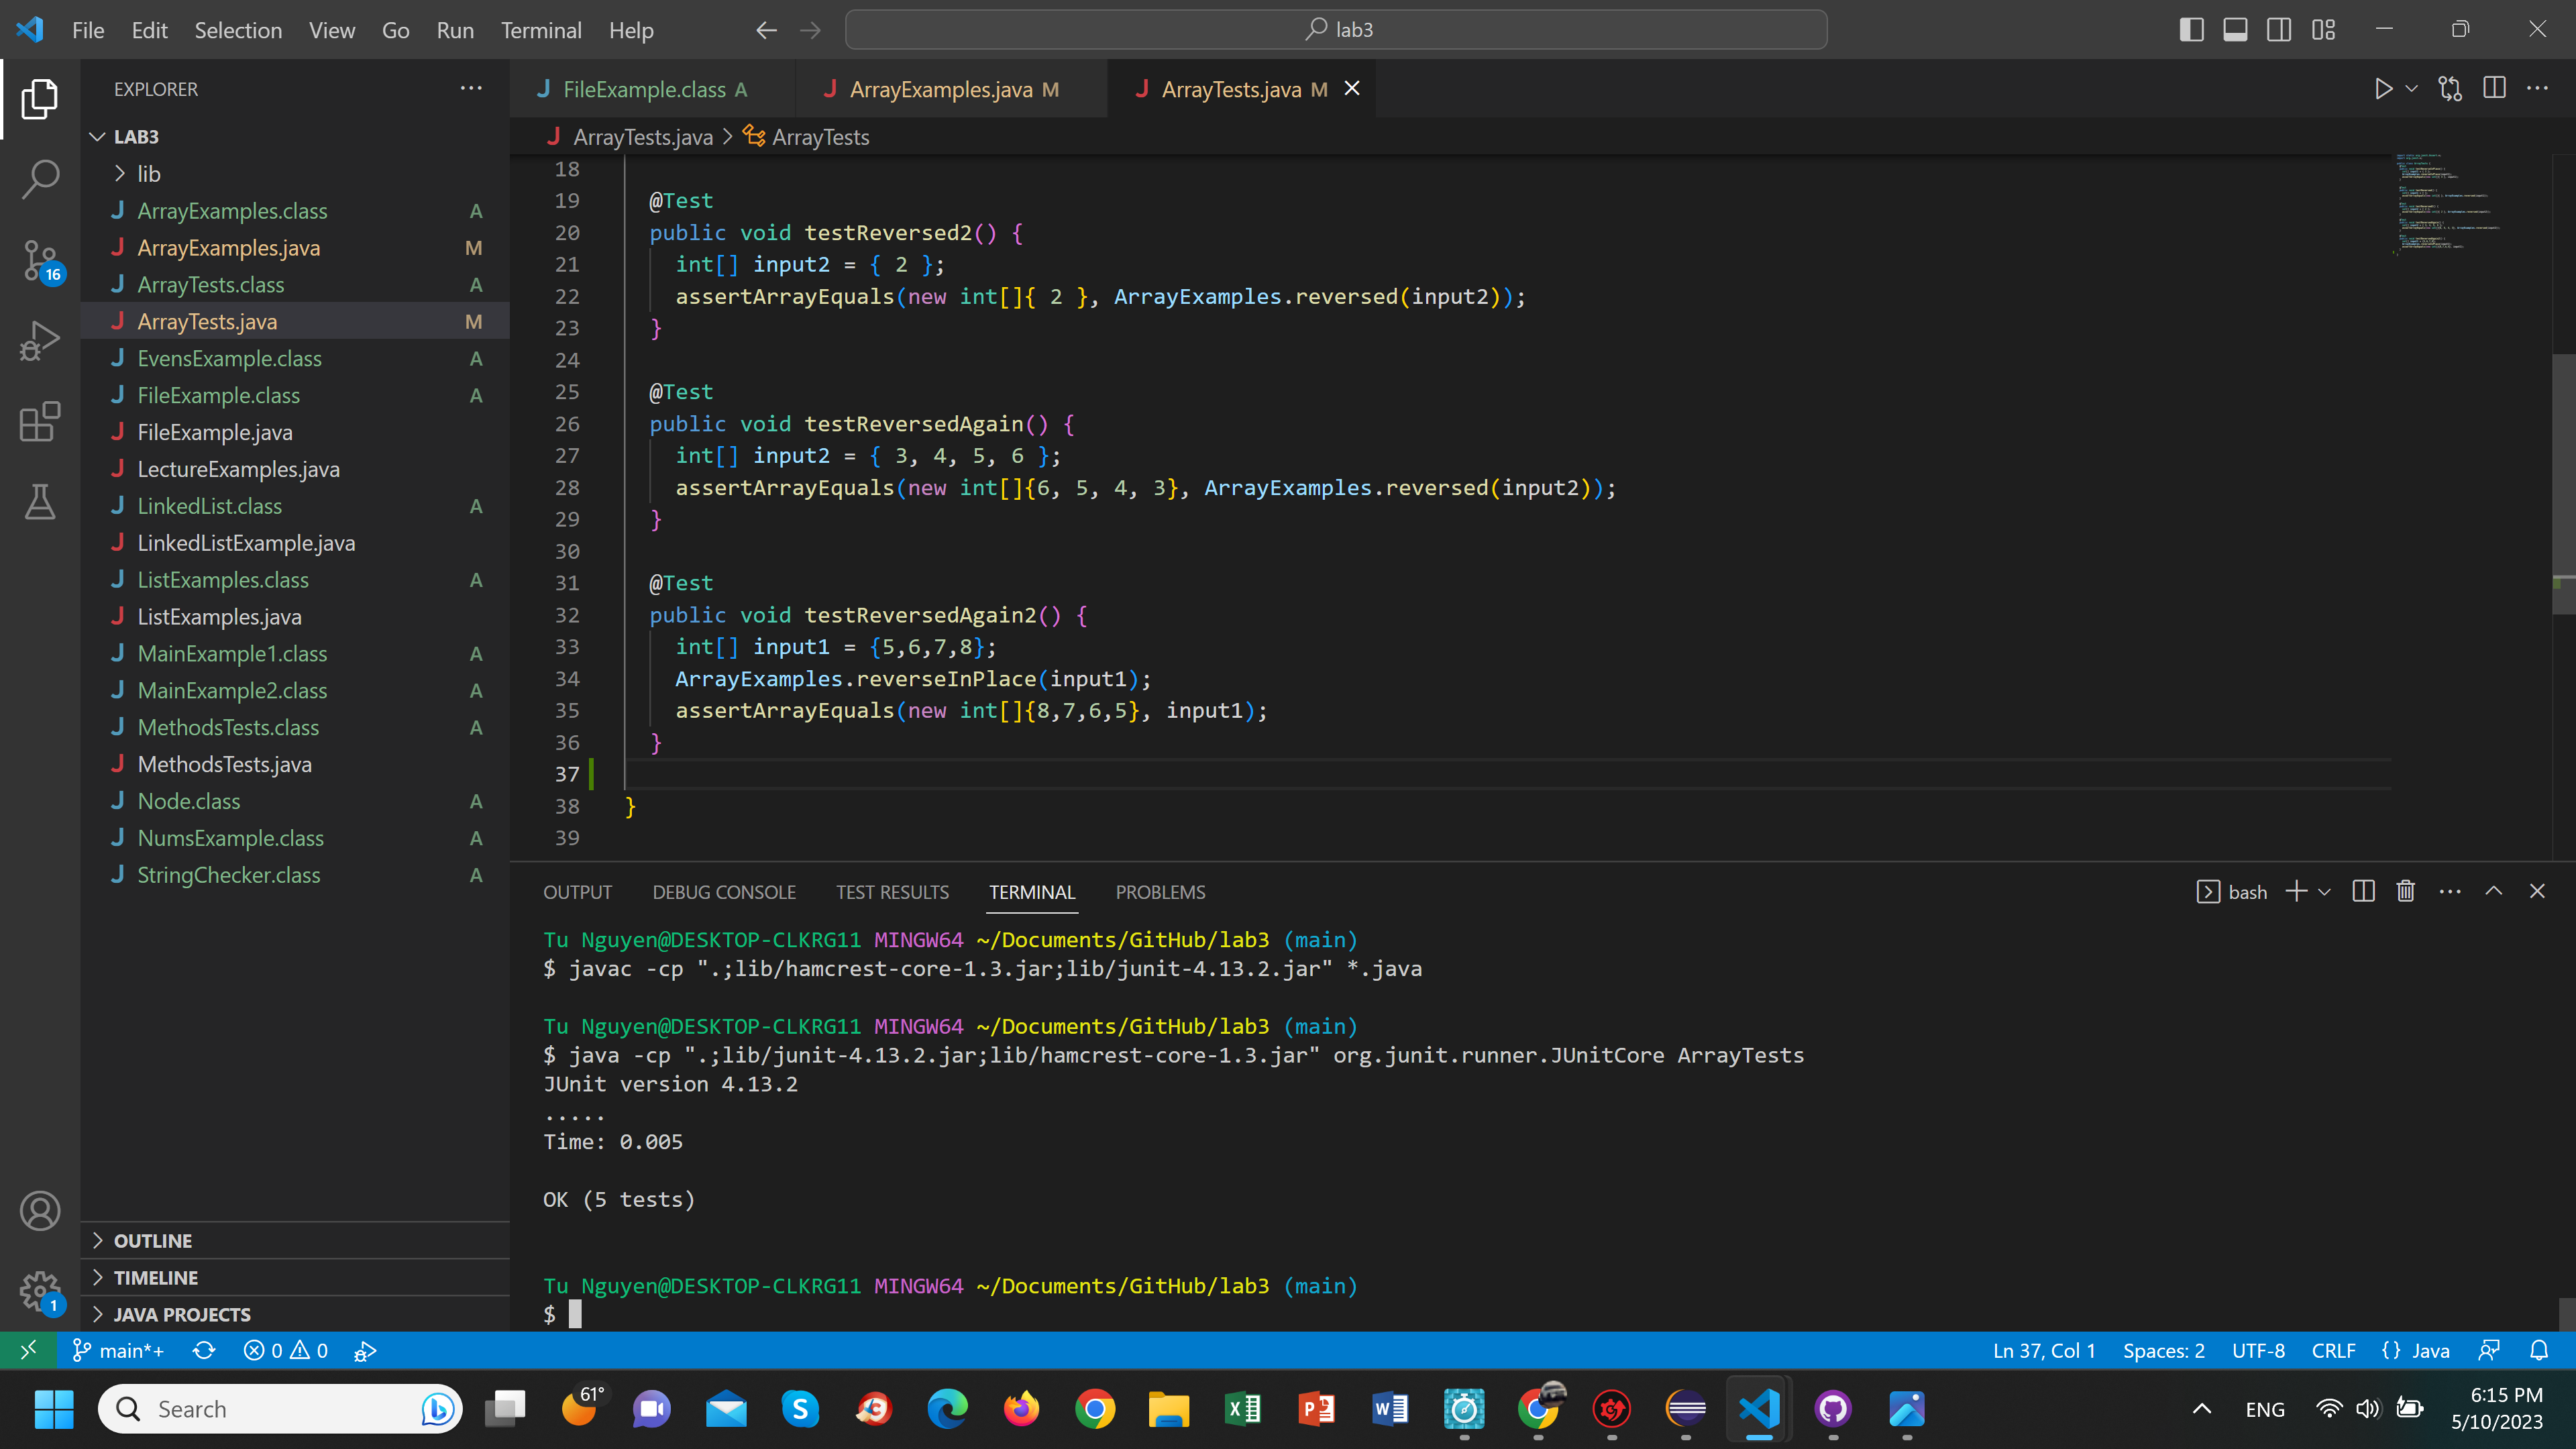 File Edit Selection View Go Run Terminal Help
lab3
EXPLORER
LAB3
lib
ArrayExamples.class A
ArrayExamples.java M
ArrayTests.class A
ArrayTests.java M
EvensExample.class A
FileExample.class A
FileExample.java
LectureExamples.java
LinkedList.class A
LinkedListExample.java
ListExamples.class A
ListExamples.java
MainExample1.class A
MainExample2.class A
MethodsTests.class A
MethodsTests.java
Node.class A
NumsExample.class A
StringChecker.class A
OUTLINE
TIMELINE
JAVA PROJECTS
16
1
FileExample.class A
ArrayExamples.java M
ArrayTests.java M
ArrayTests.java > ArrayTests
18
19 @Test
20 public void testReversed2() {
21 int[] input2 = { 2 };
22 assertArrayEquals(new int[]{ 2 }, ArrayExamples.reversed(input2));
23 }
24
25 @Test
26 public void testReversedAgain() {
27 int[] input2 = { 3, 4, 5, 6 };
28 assertArrayEquals(new int[]{6, 5, 4, 3}, ArrayExamples.reversed(input2));
29 }
30
31 @Test
32 public void testReversedAgain2() {
33 int[] input1 = {5,6,7,8};
34 ArrayExamples.reverseInPlace(input1);
35 assertArrayEquals(new int[]{8,7,6,5}, input1);
36 }
37
38 }
39
OUTPUT DEBUG CONSOLE TEST RESULTS TERMINAL PROBLEMS
bash
Tu Nguyen@DESKTOP-CLKRG11 MINGW64 ~/Documents/GitHub/lab3 (main)
$ javac -cp ".;lib/hamcrest-core-1.3.jar;lib/junit-4.13.2.jar" *.java
Tu Nguyen@DESKTOP-CLKRG11 MINGW64 ~/Documents/GitHub/lab3 (main)
$ java -cp ".;lib/junit-4.13.2.jar;lib/hamcrest-core-1.3.jar" org.junit.runner.JUnitCore ArrayTests
JUnit version 4.13.2
.....
Time: 0.005
OK (5 tests)
Tu Nguyen@DESKTOP-CLKRG11 MINGW64 ~/Documents/GitHub/lab3 (main)
$
main*+ 0 0
Ln 37, Col 1 Spaces: 2 UTF-8 CRLF {} Java
Search
61°
ENG
6:15 PM
5/10/2023